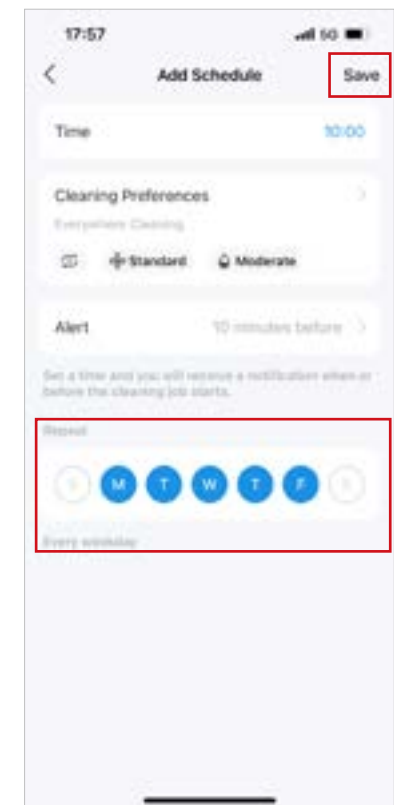 17:57 5G
Add Schedule Save
Time 10:00
Cleaning Preferences
Everywhere Cleaning
Standard Moderate
Alert 10 minutes before
Set a time and you will receive a notification when or
before the cleaning job starts.
Repeat
S M T W T F S
Every weekday